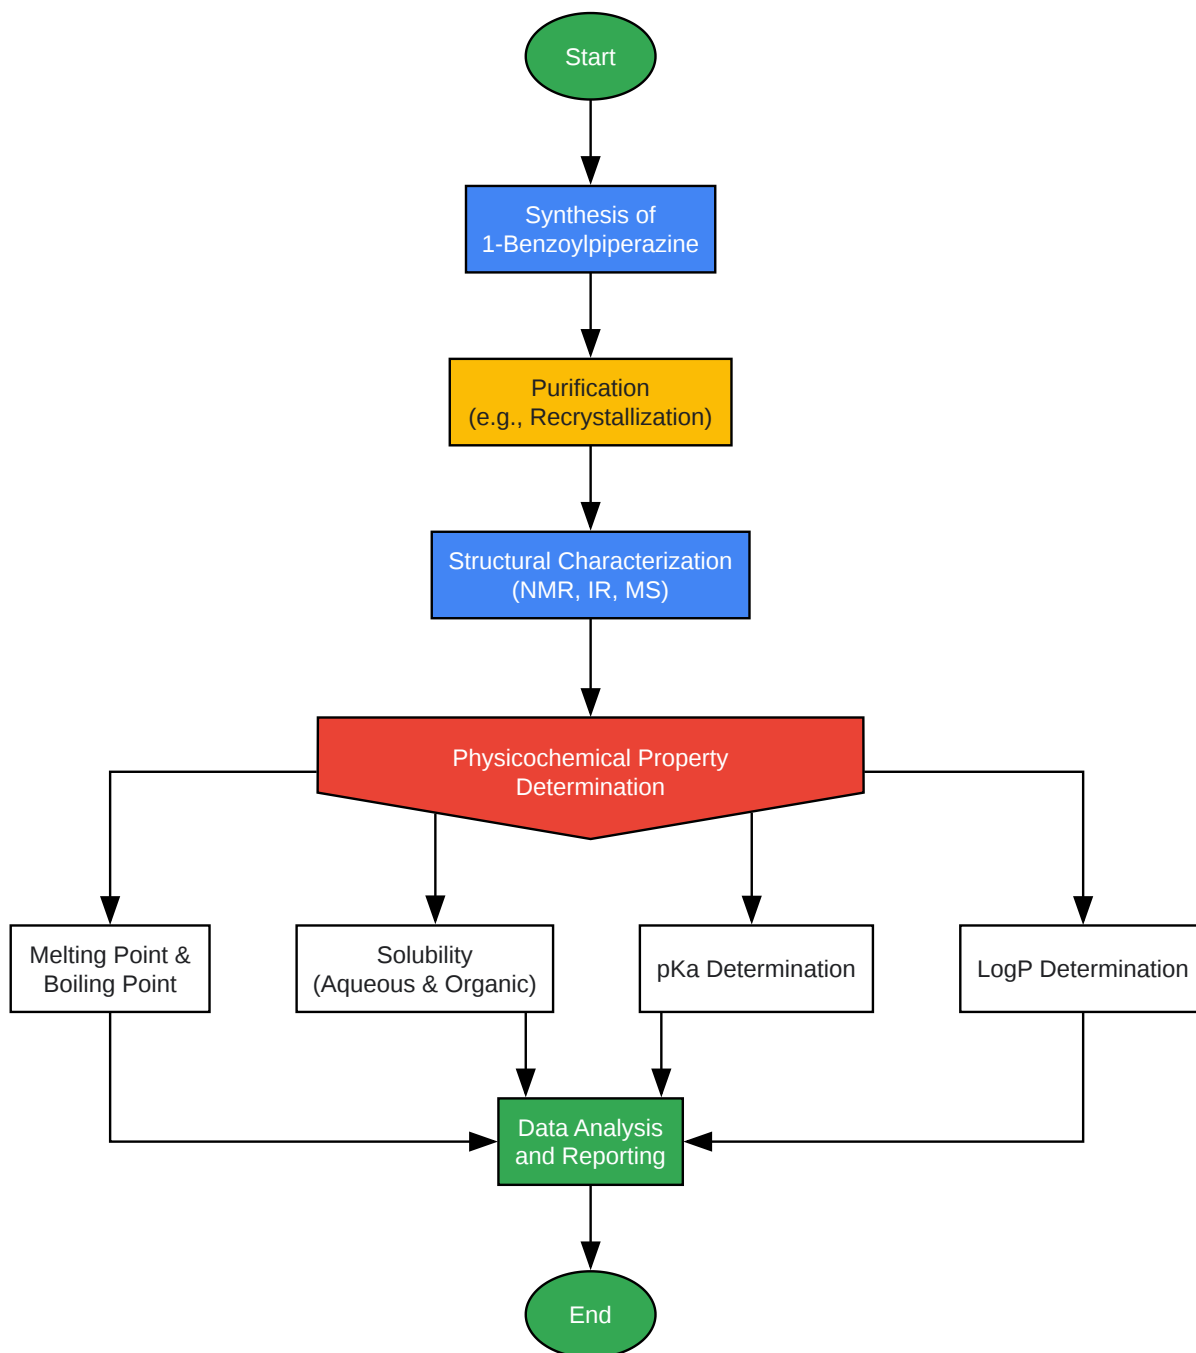 Start
Synthesis of
1-Benzoylpiperazine
Purification
(e.g., Recrystallization)
Structural Characterization
(NMR, IR, MS)
Physicochemical Property
Determination
Melting Point &
Boiling Point
Solubility
(Aqueous & Organic)
pKa Determination
LogP Determination
Data Analysis
and Reporting
End